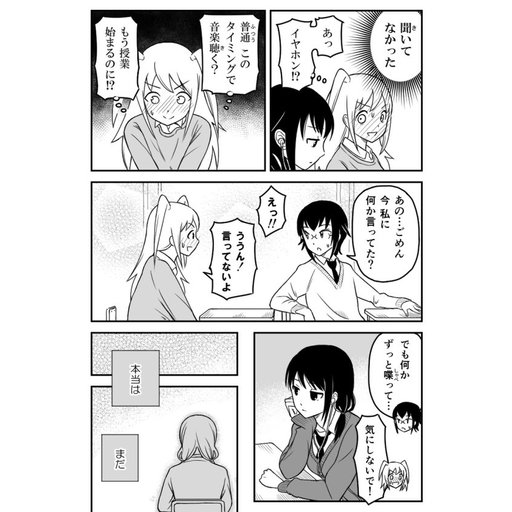 聞いて
なかった
あっ
イヤホン!?
普通 この
タイミングで
音楽聴く?
もう授業
始まるのに!?
あの…ごめん
今 私に
何か言ってた?
えっ!!
ううん!
言ってないよ
でも何か
ずっと喋って…
気にしないで!
本当は
まだ